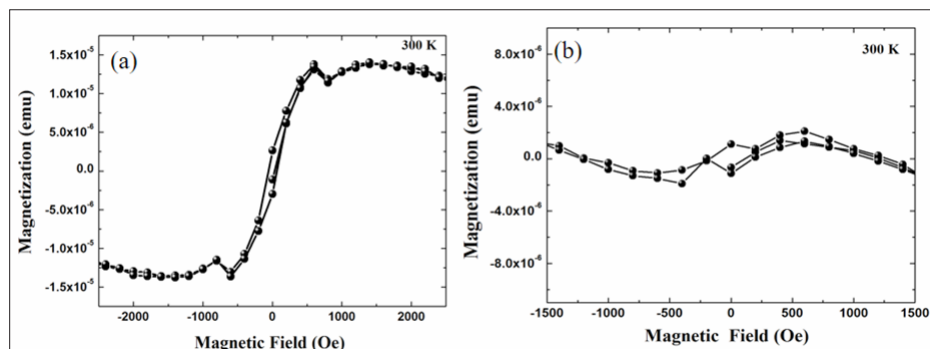 (a)
300 K
1.5x10-5
1.0x10-5
5.0x10-6
0.0
-5.0x10-6
-1.0x10-5
-1.5x10-5
Magnetization (emu)
-2000 -1000 0 1000 2000
Magnetic Field (Oe)
(b)
300 K
8.0x10-6
4.0x10-6
0.0
-4.0x10-6
-8.0x10-6
Magnetization (emu)
-1500 -1000 -500 0 500 1000 1500
Magnetic Field (Oe)